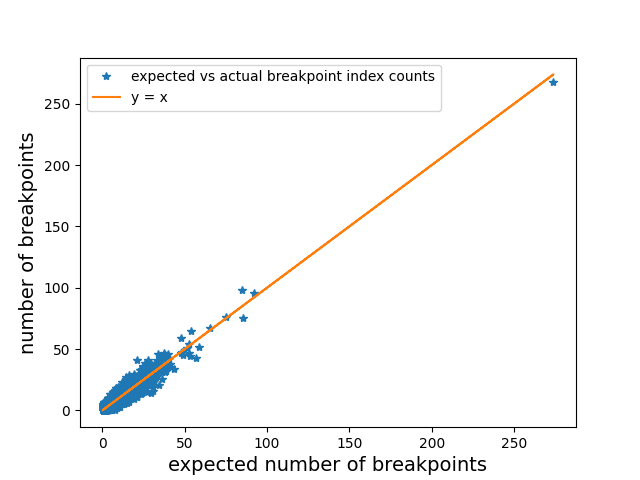 expected vs actual breakpoint index counts
y = x
250
200
150
100
50
0
number of breakpoints
0 50 100 150 200 250
expected number of breakpoints